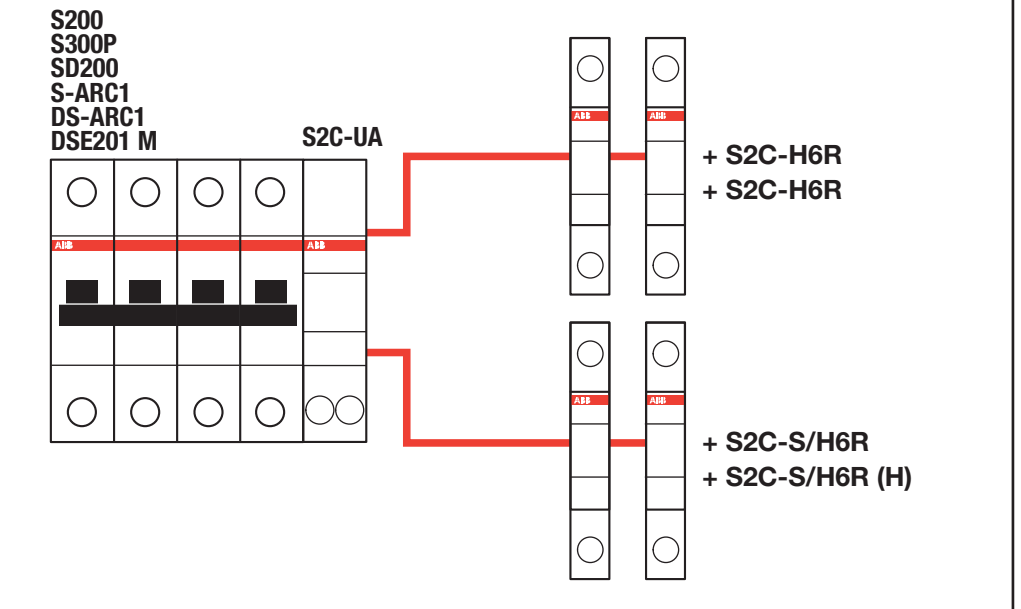 S200
S300P
SD200
S-ARC1
DS-ARC1
DSE201 M
S2C-UA
ABB
ABB
ABB
ABB
+ S2C-H6R
+ S2C-H6R
ABB
ABB
+ S2C-S/H6R
+ S2C-S/H6R (H)